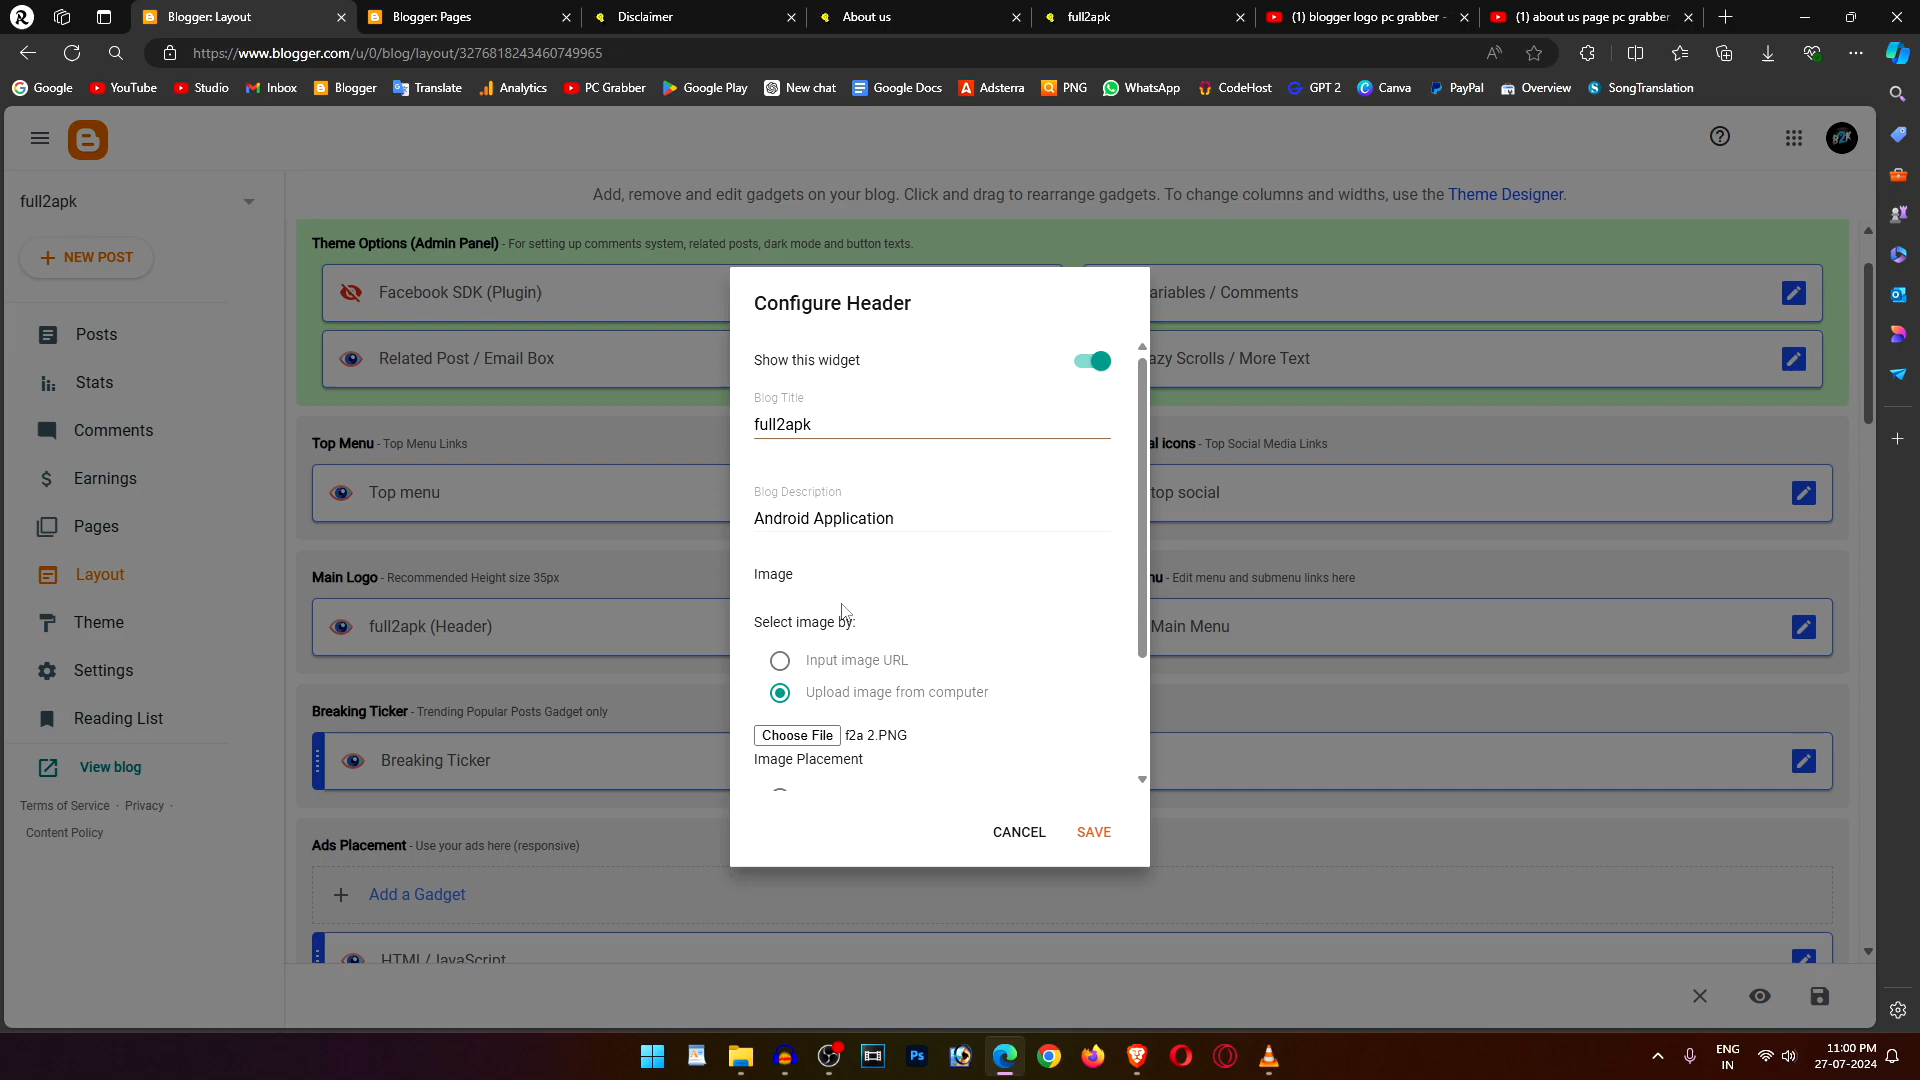 Blogger: Layout
Blogger: Pages
Disclaimer
About us
full2apk
(1) blogger logo pc grabber -
(1) about us page pc grabber
https://www.blogger.com/u/0/blog/layout/3276818243460749965
Google
YouTube
Studio
Inbox
Blogger
Translate
Analytics
PC Grabber
Google Play
New chat
Google Docs
Adsterra
PNG
WhatsApp
CodeHost
GPT 2
Canva
PayPal
Overview
SongTranslation
full2apk
NEW POST
Posts
Stats
Comments
Earnings
Pages
Layout
Theme
Settings
Reading List
View blog
Terms of Service · Privacy ·
Content Policy
Add, remove and edit gadgets on your blog. Click and drag to rearrange gadgets. To change columns and widths, use the Theme Designer.
Theme Options (Admin Panel) - For setting up comments system, related posts, dark mode and button texts.
Facebook SDK (Plugin)
ariables / Comments
Related Post / Email Box
azy Scrolls / More Text
Top Menu - Top Menu Links
al icons - Top Social Media Links
Top menu
top social
Main Logo - Recommended Height size 35px
nu - Edit menu and submenu links here
full2apk (Header)
Main Menu
Breaking Ticker - Trending Popular Posts Gadget only
Breaking Ticker
Ads Placement - Use your ads here (responsive)
Add a Gadget
HTML/JavaScript
Configure Header
Show this widget
Blog Title
full2apk
Blog Description
Android Application
Image
Select image by:
Input image URL
Upload image from computer
Choose File f2a 2.PNG
Image Placement
CANCEL
SAVE
ENG
IN
11:00 PM
27-07-2024